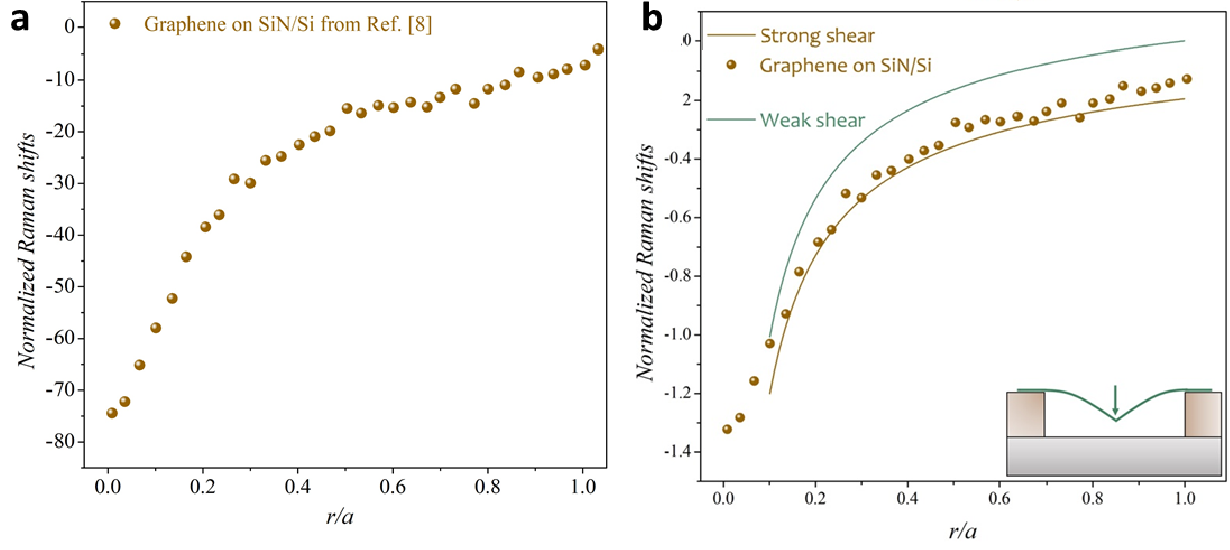 a
Graphene on SiN/Si from Ref. [8]
0
-10
-20
-30
-40
-50
-60
-70
-80
Normalized Raman shifts
0.0 0.2 0.4 0.6 0.8 1.0
r/a
b
Strong shear
Graphene on SiN/Si
Weak shear
0
2
-0.4
-0.6
-0.8
-1.0
-1.2
-1.4
Normalized Raman shifts
0.0 0.2 0.4 0.6 0.8 1.0
r/a